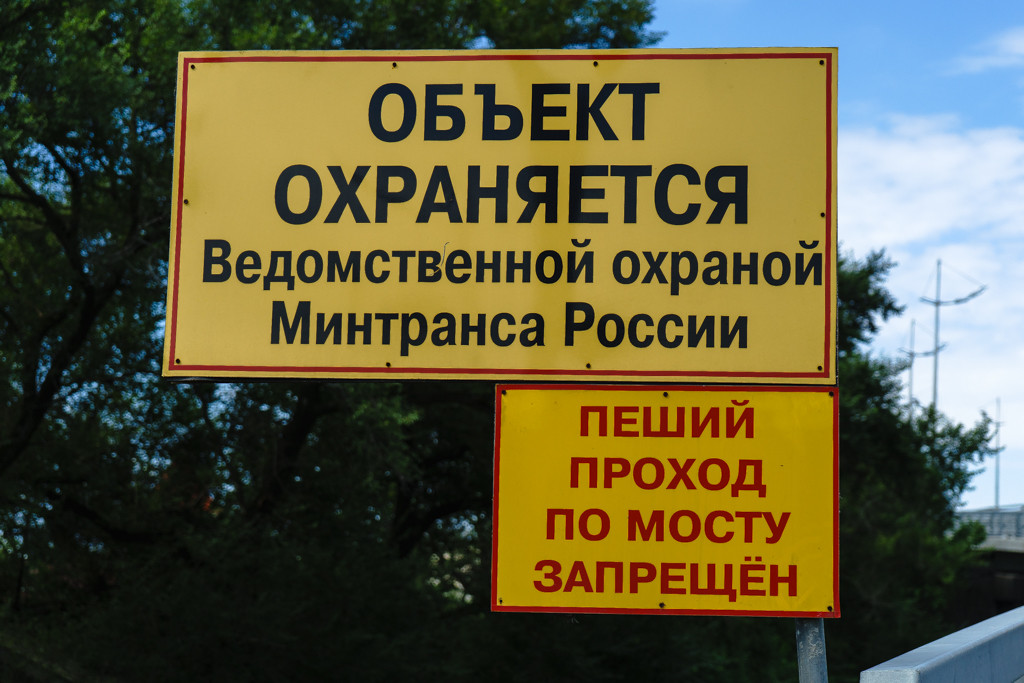 ОБЪЕКТ
ОХРАНЯЕТСЯ
Ведомственной охраной
Минтранса России
ПЕШИЙ
ПРОХОД
ПО МОСТУ
ЗАПРЕЩЁН